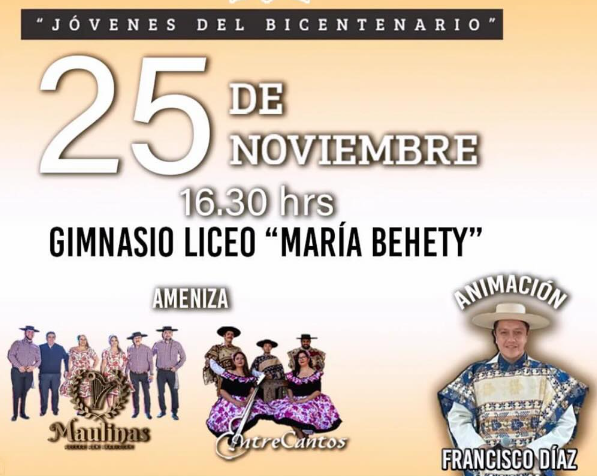 "JÓVENES DEL BICENTENARIO"
25
DE
NOVIEMBRE
16.30 hrs
GIMNASIO LICEO "MARÍA BEHETY"
AMENIZA
ANIMACIÓN
Maulinas
EntreCantos
FRANCISCO DÍAZ